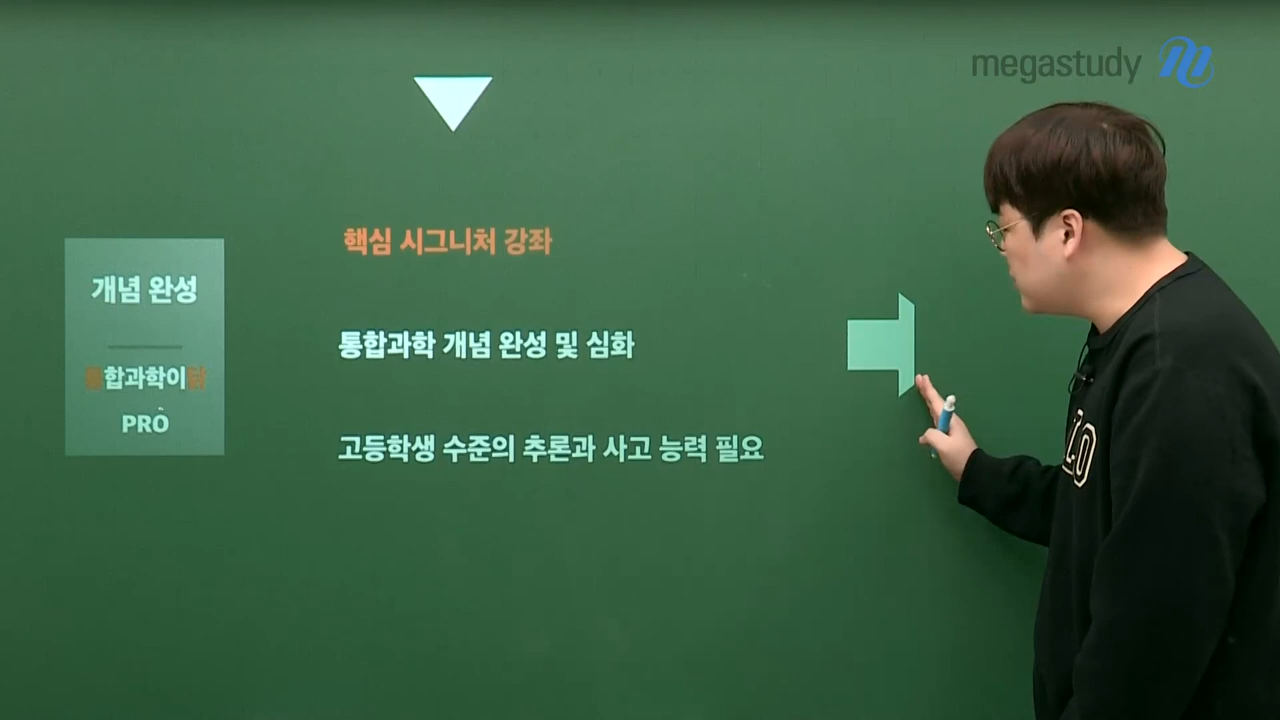 megastudy
핵심 시그니처 강좌
개념 완성
통합과학 개념 완성 및 심화
통합과학이답
PRO
고등학생 수준의 추론과 사고 능력 필요
LO